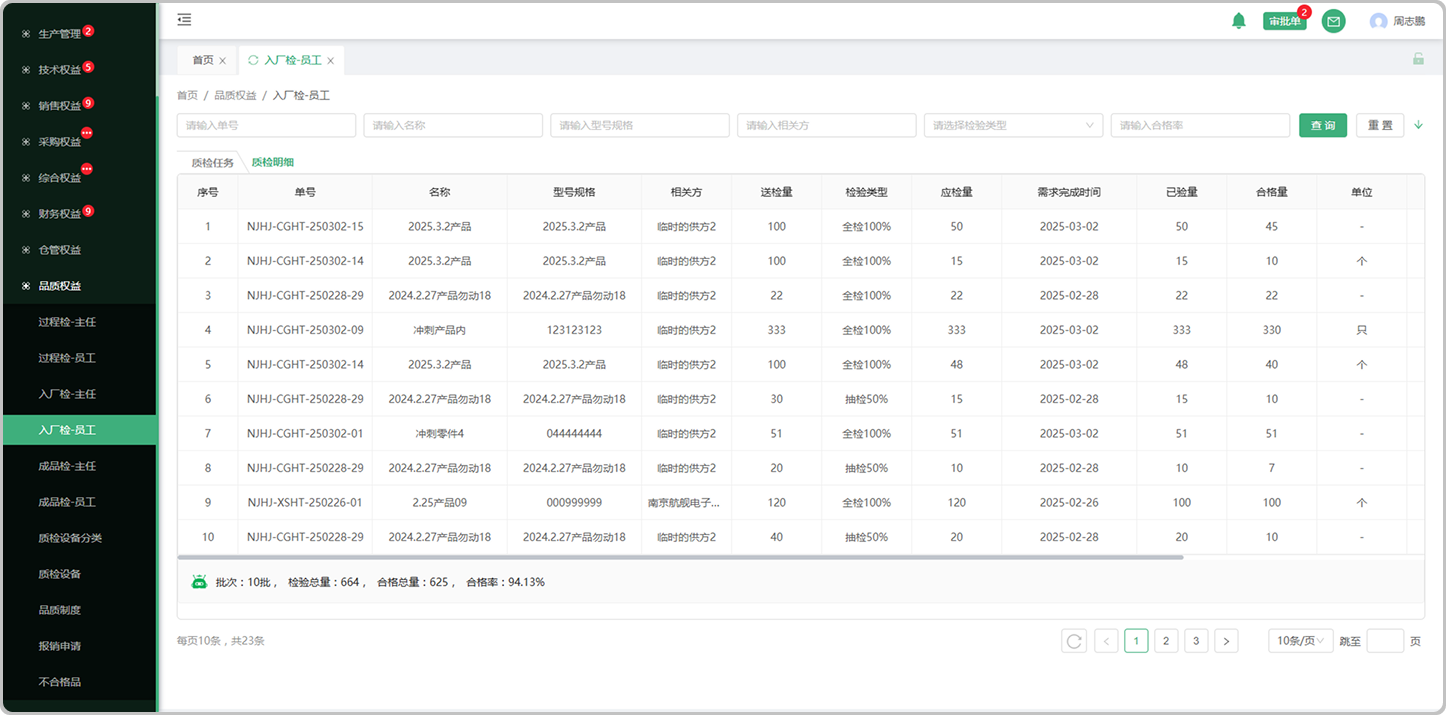 生产管理 2
技术权益 5
销售权益 9
采购权益 •••
综合权益 •••
财务权益 9
仓管权益
品质权益
过程检-主任
过程检-员工
入厂检-主任
入厂检-员工
成品检-主任
成品检-员工
质检设备分类
质检设备
品质制度
报销申请
不合格品
审批单 2 周志鹏
首页 × 入厂检-员工 ×
首页 / 品质权益 / 入厂检-员工
请输入单号 请输入名称 请输入型号规格 请输入相关方 请选择检验类型 请输入合格率 查询 重置
质检任务 质检明细
序号 单号 名称 型号规格 相关方 送检量 检验类型 应检量 需求完成时间 已验量 合格量 单位
1 NJHJ-CGHT-250302-15 2025.3.2产品 2025.3.2产品 临时的供方2 100 全检100% 50 2025-03-02 50 45 -
2 NJHJ-CGHT-250302-14 2025.3.2产品 2025.3.2产品 临时的供方2 100 全检100% 15 2025-03-02 15 10 个
3 NJHJ-CGHT-250228-29 2024.2.27产品勿动18 2024.2.27产品勿动18 临时的供方2 22 全检100% 22 2025-02-28 22 22 -
4 NJHJ-CGHT-250302-09 冲刺产品内 123123123 临时的供方2 333 全检100% 333 2025-03-02 333 330 只
5 NJHJ-CGHT-250302-14 2025.3.2产品 2025.3.2产品 临时的供方2 100 全检100% 48 2025-03-02 48 40 个
6 NJHJ-CGHT-250228-29 2024.2.27产品勿动18 2024.2.27产品勿动18 临时的供方2 30 抽检50% 15 2025-02-28 15 10 -
7 NJHJ-CGHT-250302-01 冲刺零件4 044444444 临时的供方2 51 全检100% 51 2025-03-02 51 51 -
8 NJHJ-CGHT-250228-29 2024.2.27产品勿动18 2024.2.27产品勿动18 临时的供方2 20 抽检50% 10 2025-02-28 10 7 -
9 NJHJ-XSHT-250226-01 2.25产品09 000999999 南京航舰电子... 120 全检100% 120 2025-02-26 100 100 个
10 NJHJ-CGHT-250228-29 2024.2.27产品勿动18 2024.2.27产品勿动18 临时的供方2 40 抽检50% 20 2025-02-28 20 10 -
批次：10批， 检验总量：664， 合格总量：625， 合格率：94.13%
每页10条，共23条 < 1 2 3 > 10条/页 跳至 页